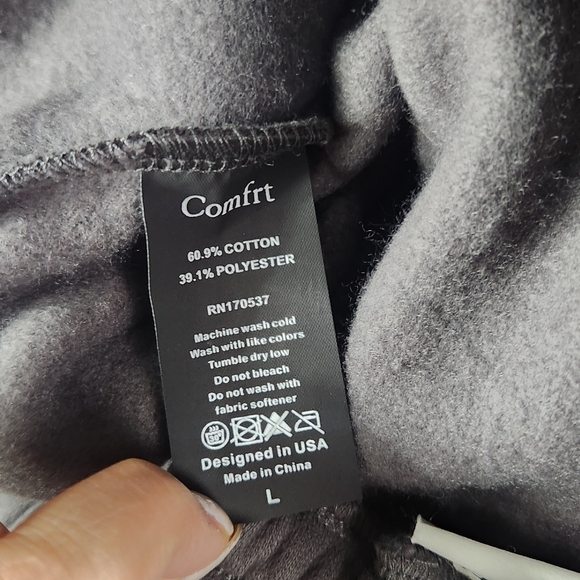 Comfrt
60.9% COTTON
39.1% POLYESTER
RN170537
Machine wash cold
Wash with like colors
Tumble dry low
Do not bleach
Do not wash with
fabric softener
30°
Designed in USA
Made in China
L